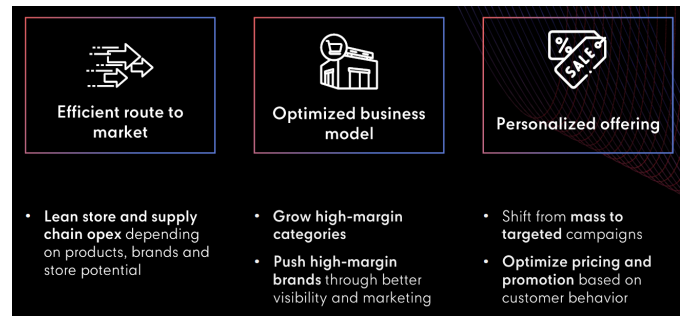 Efficient route to
market
Optimized business
model
%
SALE
Personalized offering
• Lean store and supply
chain opex depending
on products, brands and
store potential
• Grow high-margin
categories
• Push high-margin
brands through better
visibility and marketing
• Shift from mass to
targeted campaigns
• Optimize pricing and
promotion based on
customer behavior